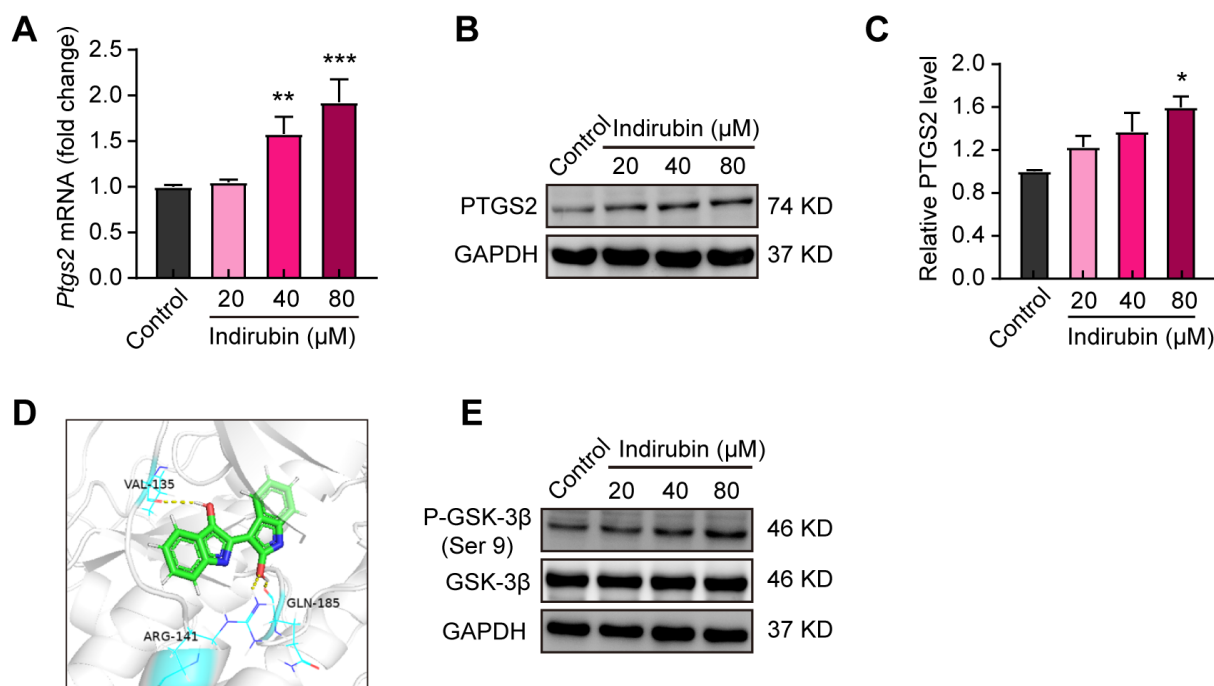 A
Ptgs2 mRNA (fold change)
2.5
2.0
1.5
1.0
0.5
0.0
**
***
Control
20 40 80
Indirubin (µM)
B
Control
Indirubin (µM)
20 40 80
PTGS2
74 KD
GAPDH
37 KD
C
Relative PTGS2 level
2.0
1.6
1.2
0.8
0.4
0.0
*
Control
20 40 80
Indirubin (µM)
D
VAL-135
GLN-185
ARG-141
E
Control
Indirubin (µM)
20 40 80
P-GSK-3β
(Ser 9)
46 KD
GSK-3β
46 KD
GAPDH
37 KD